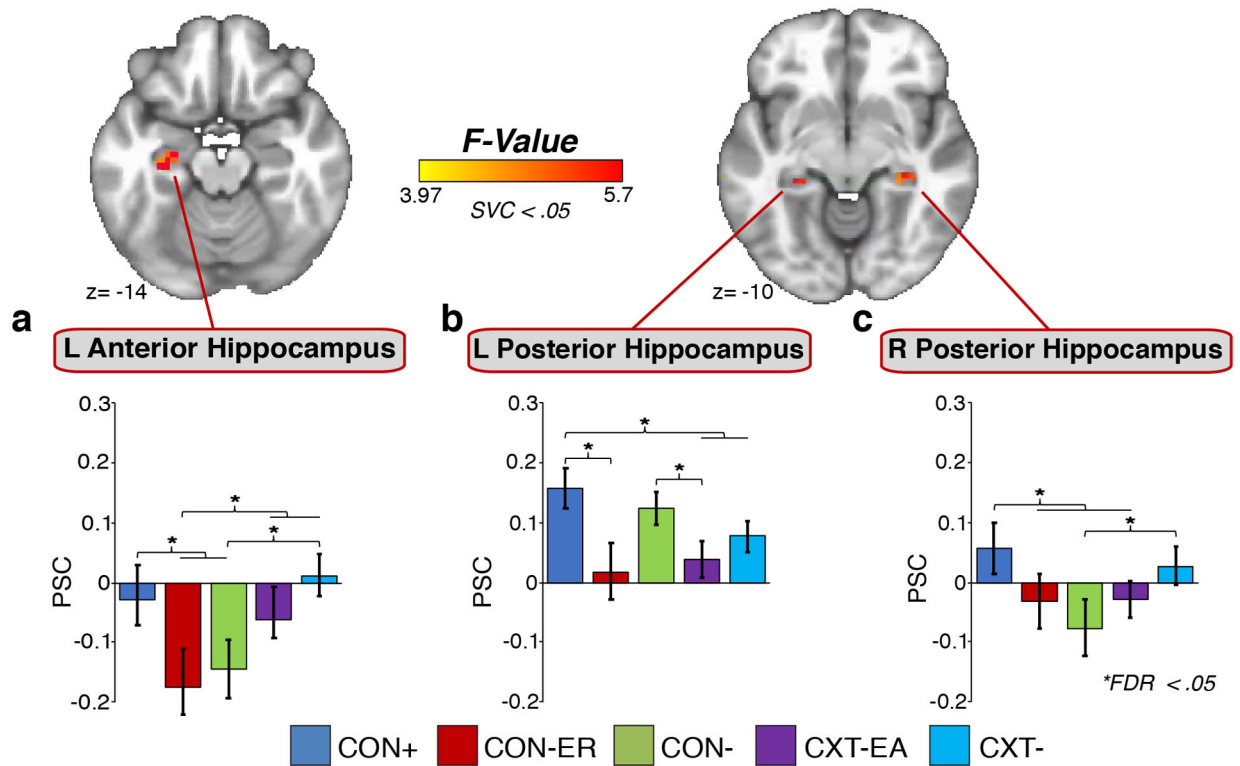 F-Value
3.97
5.7
SVC < .05
z= -14
z= -10
a
L Anterior Hippocampus
b
L Posterior Hippocampus
c
R Posterior Hippocampus
0.3
0.2
0.1
0
-0.1
-0.2
PSC
*
*
*
0.3
0.2
0.1
0
-0.1
-0.2
PSC
*
*
*
0.3
0.2
0.1
0
-0.1
-0.2
PSC
*
*
*FDR < .05
CON+ CON-ER CON- CXT-EA CXT-